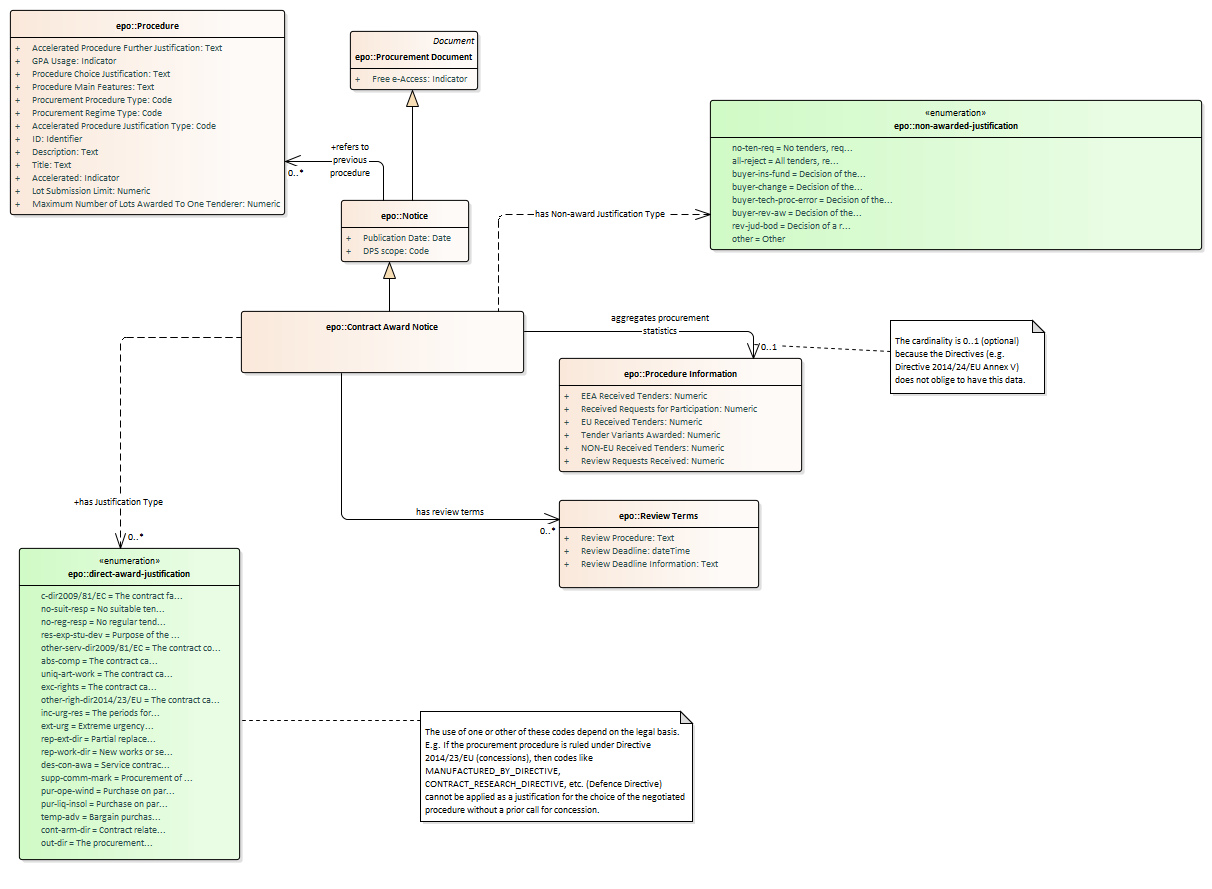 epo::Procedure
+ Accelerated Procedure Further Justification: Text
+ GPA Usage: Indicator
+ Procedure Choice Justification: Text
+ Procedure Main Features: Text
+ Procurement Procedure Type: Code
+ Procurement Regime Type: Code
+ Accelerated Procedure Justification Type: Code
+ ID: Identifier
+ Description: Text
+ Title: Text
+ Accelerated: Indicator
+ Lot Submission Limit: Numeric
+ Maximum Number of Lots Awarded To One Tenderer: Numeric
Document
epo::Procurement Document
+ Free e-Access: Indicator
«enumeration»
epo::non-awarded-justification
no-ten-req = No tenders, req...
all-reject = All tenders, re...
buyer-ins-fund = Decision of the...
buyer-change = Decision of the...
buyer-tech-proc-error = Decision of the...
buyer-rev-aw = Decision of the...
rev-jud-bod = Decision of a r...
other = Other
+refers to
previous
procedure
0..*
epo::Notice
+ Publication Date: Date
+ DPS scope: Code
has Non-award Justification Type
epo::Contract Award Notice
aggregates procurement
statistics
0..1
The cardinality is 0..1 (optional)
because the Directives (e.g.
Directive 2014/24/EU Annex V)
does not oblige to have this data.
epo::Procedure Information
+ EEA Received Tenders: Numeric
+ Received Requests for Participation: Numeric
+ EU Received Tenders: Numeric
+ Tender Variants Awarded: Numeric
+ NON-EU Received Tenders: Numeric
+ Review Requests Received: Numeric
has review terms
0..*
epo::Review Terms
+ Review Procedure: Text
+ Review Deadline: dateTime
+ Review Deadline Information: Text
+has Justification Type
0..*
«enumeration»
epo::direct-award-justification
c-dir2009/81/EC = The contract fa...
no-suit-resp = No suitable ten...
no-reg-resp = No regular tend...
res-exp-stu-dev = Purpose of the ...
other-serv-dir2009/81/EC = The contract co...
abs-comp = The contract ca...
uniq-art-work = The contract ca...
exc-rights = The contract ca...
other-righ-dir2014/23/EU = The contract ca...
inc-urg-res = The periods for...
ext-urg = Extreme urgency...
rep-ext-dir = Partial replace...
rep-work-dir = New works or se...
des-con-awa = Service contrac...
supp-comm-mark = Procurement of ...
pur-ope-wind = Purchase on par...
pur-liq-insol = Purchase on par...
temp-adv = Bargain purchas...
cont-arm-dir = Contract relate...
out-dir = The procurement...
The use of one or other of these codes depend on the legal basis.
E.g. If the procurement procedure is ruled under Directive
2014/23/EU (concessions), then codes like
MANUFACTURED_BY_DIRECTIVE,
CONTRACT_RESEARCH_DIRECTIVE, etc. (Defence Directive)
cannot be applied as a justification for the choice of the negotiated
procedure without a prior call for concession.